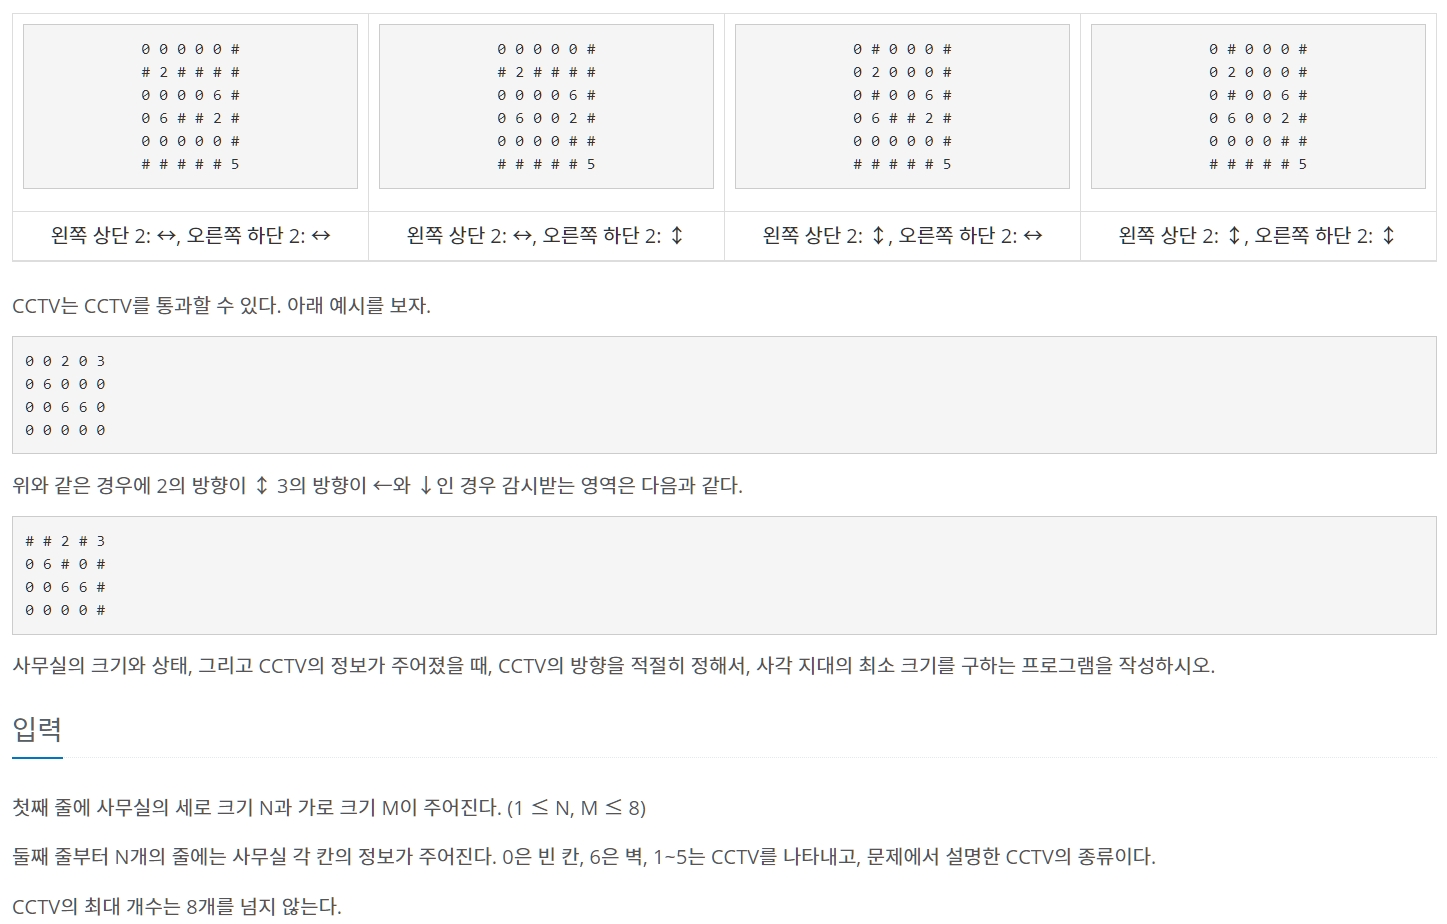 0 0 0 0 0 #
# 2 # # # #
0 0 0 0 6 #
0 6 # # 2 #
0 0 0 0 0 #
# # # # # 5
0 0 0 0 0 #
# 2 # # # #
0 0 0 0 6 #
0 6 0 0 2 #
0 0 0 0 # #
# # # # # 5
0 # 0 0 0 #
0 2 0 0 0 #
0 # 0 0 6 #
0 6 # # 2 #
0 0 0 0 0 #
# # # # # 5
0 # 0 0 0 #
0 2 0 0 0 #
0 # 0 0 6 #
0 6 0 0 2 #
0 0 0 0 # #
# # # # # 5
왼쪽 상단 2: ↔, 오른쪽 하단 2: ↔
왼쪽 상단 2: ↔, 오른쪽 하단 2: ↕
왼쪽 상단 2: ↕, 오른쪽 하단 2: ↔
왼쪽 상단 2: ↕, 오른쪽 하단 2: ↕
CCTV는 CCTV를 통과할 수 있다. 아래 예시를 보자.
0 0 2 0 3
0 6 0 0 0
0 0 6 6 0
0 0 0 0 0
위와 같은 경우에 2의 방향이 ↕ 3의 방향이 ←와 ↓인 경우 감시받는 영역은 다음과 같다.
# # 2 # 3
0 6 # 0 #
0 0 6 6 #
0 0 0 0 #
사무실의 크기와 상태, 그리고 CCTV의 정보가 주어졌을 때, CCTV의 방향을 적절히 정해서, 사각 지대의 최소 크기를 구하는 프로그램을 작성하시오.
입력
첫째 줄에 사무실의 세로 크기 N과 가로 크기 M이 주어진다. (1 ≤ N, M ≤ 8)
둘째 줄부터 N개의 줄에는 사무실 각 칸의 정보가 주어진다. 0은 빈 칸, 6은 벽, 1~5는 CCTV를 나타내고, 문제에서 설명한 CCTV의 종류이다.
CCTV의 최대 개수는 8개를 넘지 않는다.